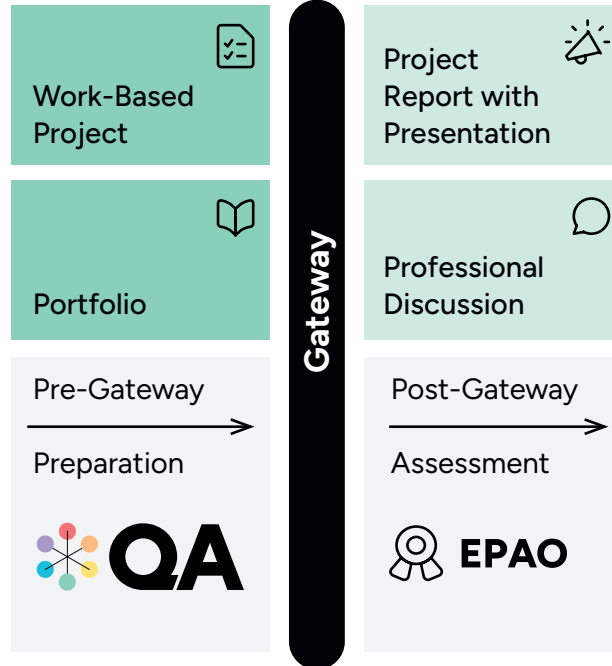 Work-Based
Project
Portfolio
Pre-Gateway
Preparation
QA
Gateway
Project
Report with
Presentation
Professional
Discussion
Post-Gateway
Assessment
EPAO